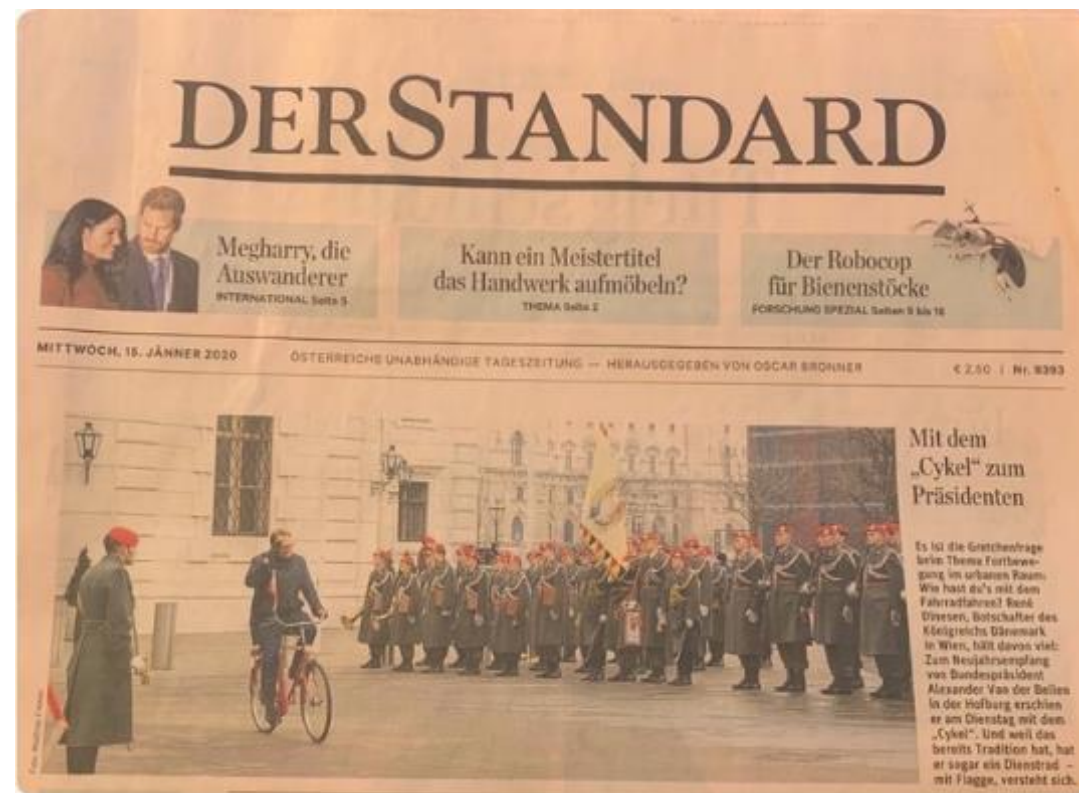 DERSTANDARD
Megharry, die
Auswanderer
INTERNATIONAL Seite 5
Kann ein Meistertitel
das Handwerk aufmöbeln?
THEMA Seite 2
Der Robocop
für Bienenstöcke
FORSCHUNG SPEZIAL Seiten 9 bis 16
MITTWOCH, 15. JÄNNER 2020
ÖSTERREICHS UNABHÄNGIGE TAGESZEITUNG — HERAUSGEGEBEN VON OSCAR BRONNER
€ 2,50 | Nr. 9393
Mit dem
„Cykel“ zum
Präsidenten
Es ist die Gretchenfrage
beim Thema Fortbewe-
gung im urbanen Raum:
Wie hast du's mit dem
Fahrradfahren? René
Dinesen, Botschafter des
Königreichs Dänemark
in Wien, hält davon viel:
Zum Neujahrsempfang
von Bundespräsident
Alexander Van der Bellen
in der Hofburg erschien
er am Dienstag mit dem
„Cykel“. Und weil das
bereits Tradition hat, hat
er sogar ein Dienstrad –
mit Flagge, versteht sich.